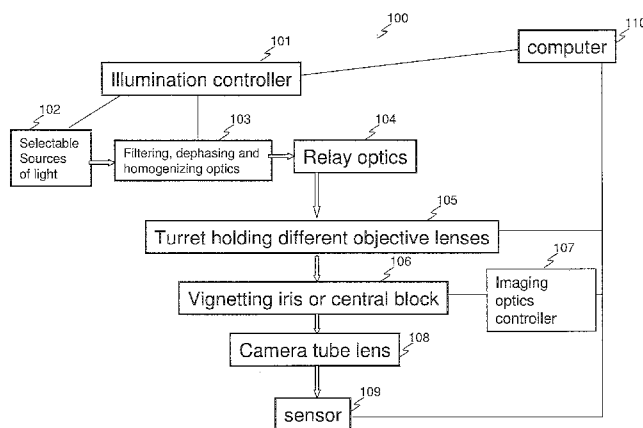 100
110
101
computer
Illumination controller
102
103
104
Selectable
Sources
of light
Filtering, dephasing and
homogenizing optics
Relay optics
105
Turret holding different objective lenses
106
107
Vignetting iris or central block
Imaging
optics
controller
Camera tube lens
108
109
sensor